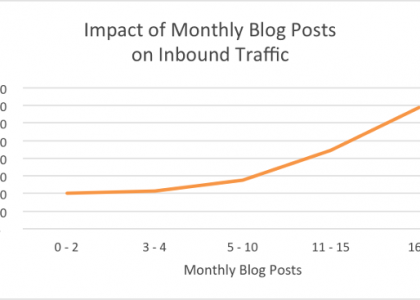 Impact of Monthly Blog Posts
on Inbound Traffic
0 - 2 3 - 4 5 - 10 11 - 15
Monthly Blog Posts